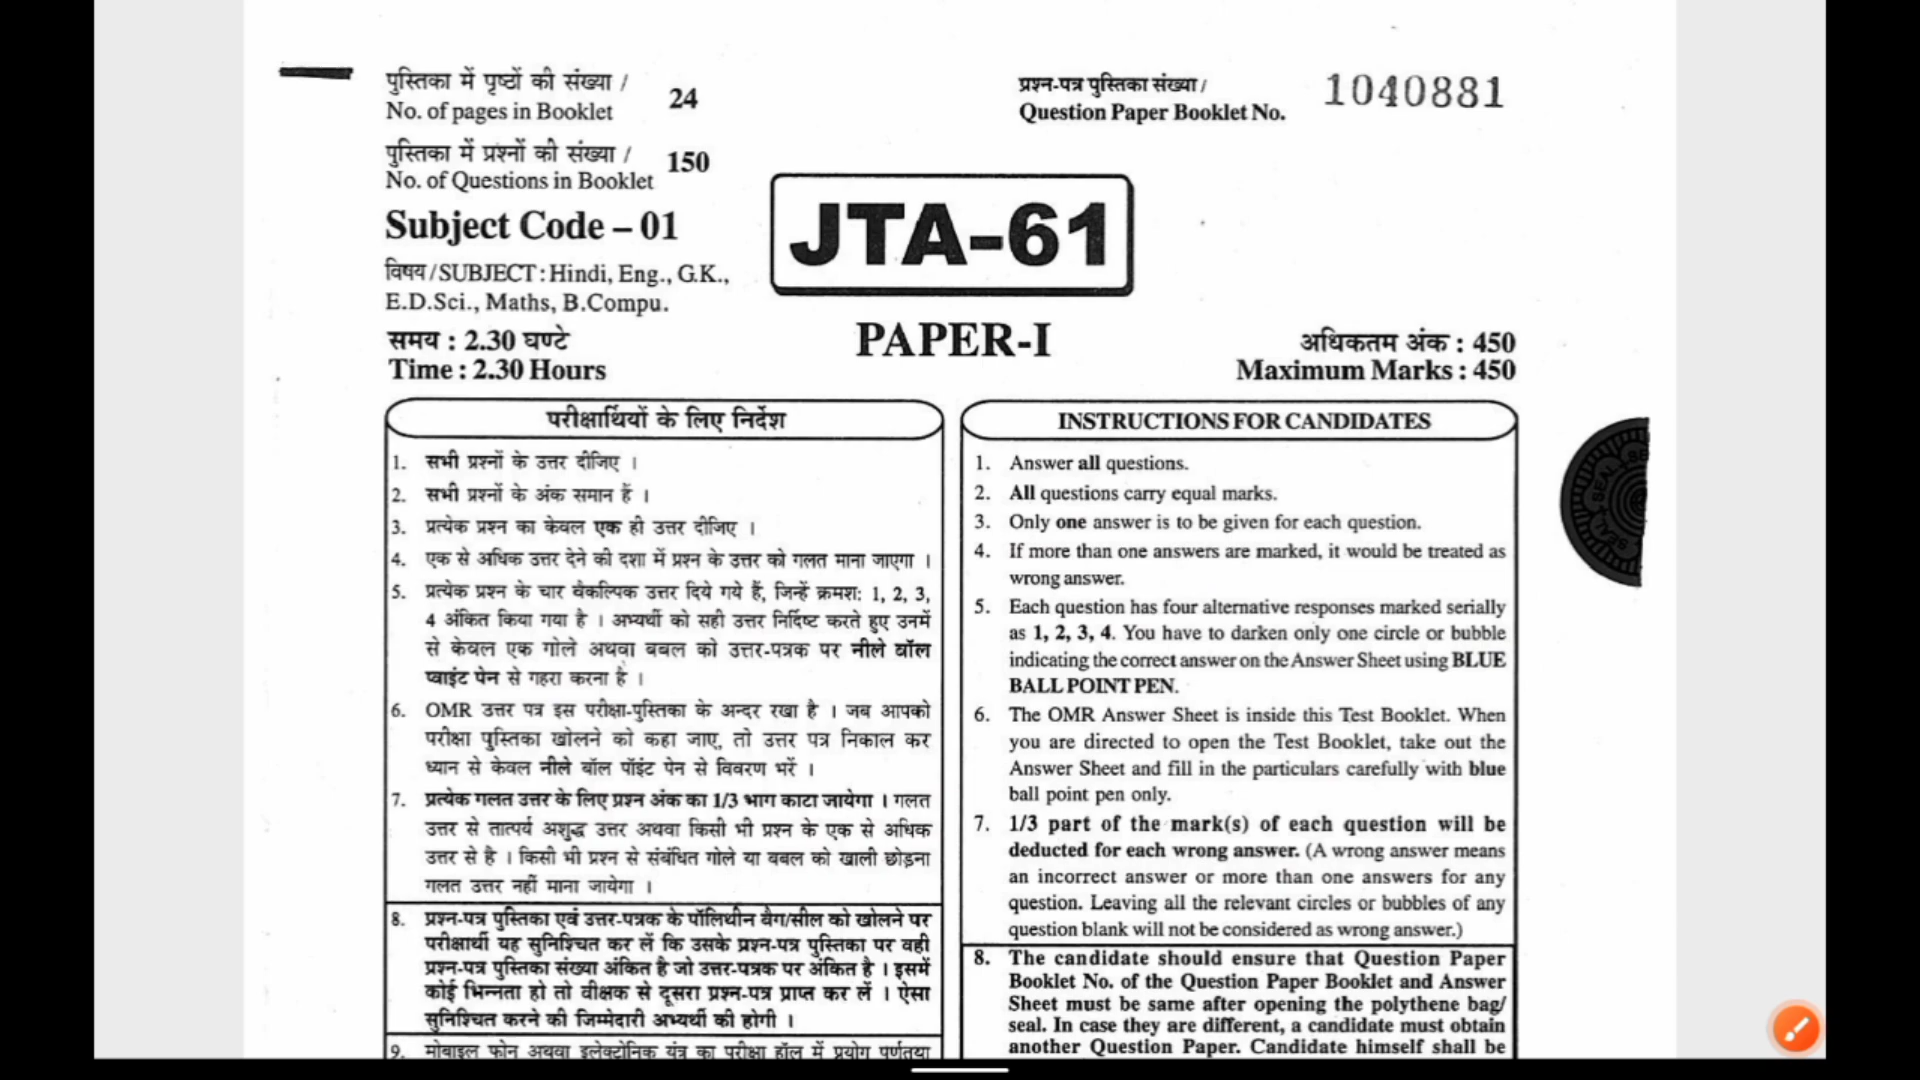 पुस्तिका में पृष्ठों की संख्या /
No. of pages in Booklet 24
पुस्तिका में प्रश्नों की संख्या /
No. of Questions in Booklet 150
Subject Code – 01
विषय/SUBJECT : Hindi, Eng., G.K.,
E.D.Sci., Maths, B.Compu.
समय : 2.30 घण्टे
Time : 2.30 Hours
प्रश्न-पत्र पुस्तिका संख्या /
Question Paper Booklet No. 1040881
JTA–61
PAPER-I
अधिकतम अंक : 450
Maximum Marks : 450
परीक्षार्थियों के लिए निर्देश
1. सभी प्रश्नों के उत्तर दीजिए ।
2. सभी प्रश्नों के अंक समान हैं ।
3. प्रत्येक प्रश्न का केवल एक ही उत्तर दीजिए ।
4. एक से अधिक उत्तर देने की दशा में प्रश्न के उत्तर को गलत माना जाएगा ।
5. प्रत्येक प्रश्न के चार वैकल्पिक उत्तर दिये गये हैं, जिन्हें क्रमश: 1, 2, 3,
4 अंकित किया गया है । अभ्यर्थी को सही उत्तर निर्दिष्ट करते हुए उनमें
से केवल एक गोले अथवा बबल को उत्तर-पत्रक पर नीले बॉल
प्वाइंट पेन से गहरा करना है ।
6. OMR उत्तर पत्र इस परीक्षा-पुस्तिका के अन्दर रखा है । जब आपको
परीक्षा पुस्तिका खोलने को कहा जाए, तो उत्तर पत्र निकाल कर
ध्यान से केवल नीले बॉल पॉइंट पेन से विवरण भरें ।
7. प्रत्येक गलत उत्तर के लिए प्रश्न अंक का 1/3 भाग काटा जायेगा । गलत
उत्तर से तात्पर्य अशुद्ध उत्तर अथवा किसी भी प्रश्न के एक से अधिक
उत्तर से है । किसी भी प्रश्न से संबंधित गोले या बबल को खाली छोड़ना
गलत उत्तर नहीं माना जायेगा ।
8. प्रश्न-पत्र पुस्तिका एवं उत्तर-पत्रक के पॉलिथीन बैग/सील को खोलने पर
परीक्षार्थी यह सुनिश्चित कर लें कि उसके प्रश्न-पत्र पुस्तिका पर वही
प्रश्न-पत्र पुस्तिका संख्या अंकित है जो उत्तर-पत्रक पर अंकित है । इसमें
कोई भिन्नता हो तो वीक्षक से दूसरा प्रश्न-पत्र प्राप्त कर लें । ऐसा
सुनिश्चित करने की जिम्मेदारी अभ्यर्थी की होगी ।
9. मोबाइल फोन अथवा इलेक्ट्रोनिक यंत्र का परीक्षा हॉल में प्रयोग पूर्णतया
INSTRUCTIONS FOR CANDIDATES
1. Answer all questions.
2. All questions carry equal marks.
3. Only one answer is to be given for each question.
4. If more than one answers are marked, it would be treated as
wrong answer.
5. Each question has four alternative responses marked serially
as 1, 2, 3, 4. You have to darken only one circle or bubble
indicating the correct answer on the Answer Sheet using BLUE
BALL POINT PEN.
6. The OMR Answer Sheet is inside this Test Booklet. When
you are directed to open the Test Booklet, take out the
Answer Sheet and fill in the particulars carefully with blue
ball point pen only.
7. 1/3 part of the mark(s) of each question will be
deducted for each wrong answer. (A wrong answer means
an incorrect answer or more than one answers for any
question. Leaving all the relevant circles or bubbles of any
question blank will not be considered as wrong answer.)
8. The candidate should ensure that Question Paper
Booklet No. of the Question Paper Booklet and Answer
Sheet must be same after opening the polythene bag/
seal. In case they are different, a candidate must obtain
another Question Paper. Candidate himself shall be